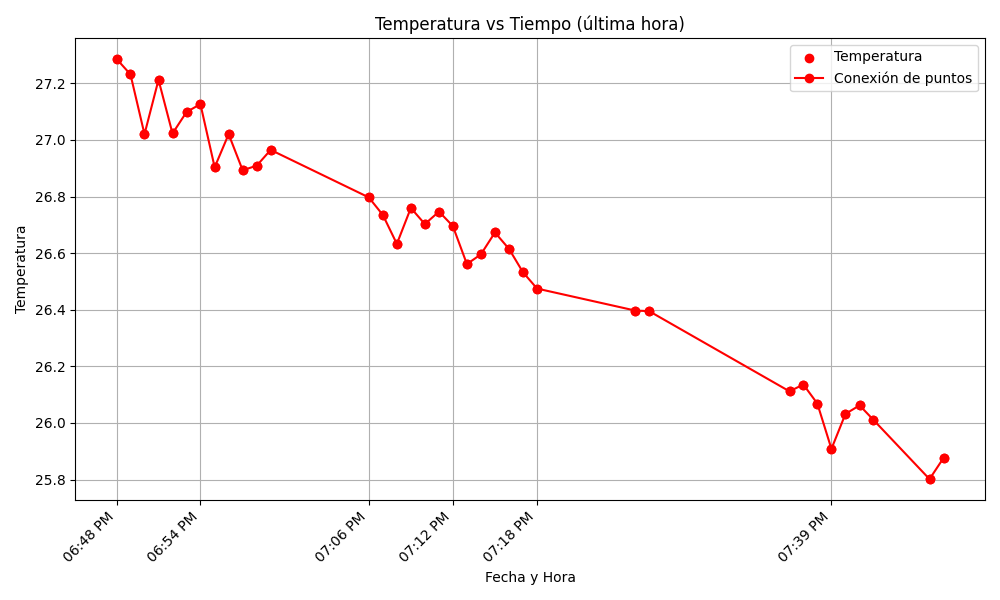 Temperatura vs Tiempo (última hora)
Temperatura
Conexión de puntos
Temperatura
27.2
27.0
26.8
26.6
26.4
26.2
26.0
25.8
06:48 PM
06:54 PM
07:06 PM
07:12 PM
07:18 PM
07:39 PM
Fecha y Hora